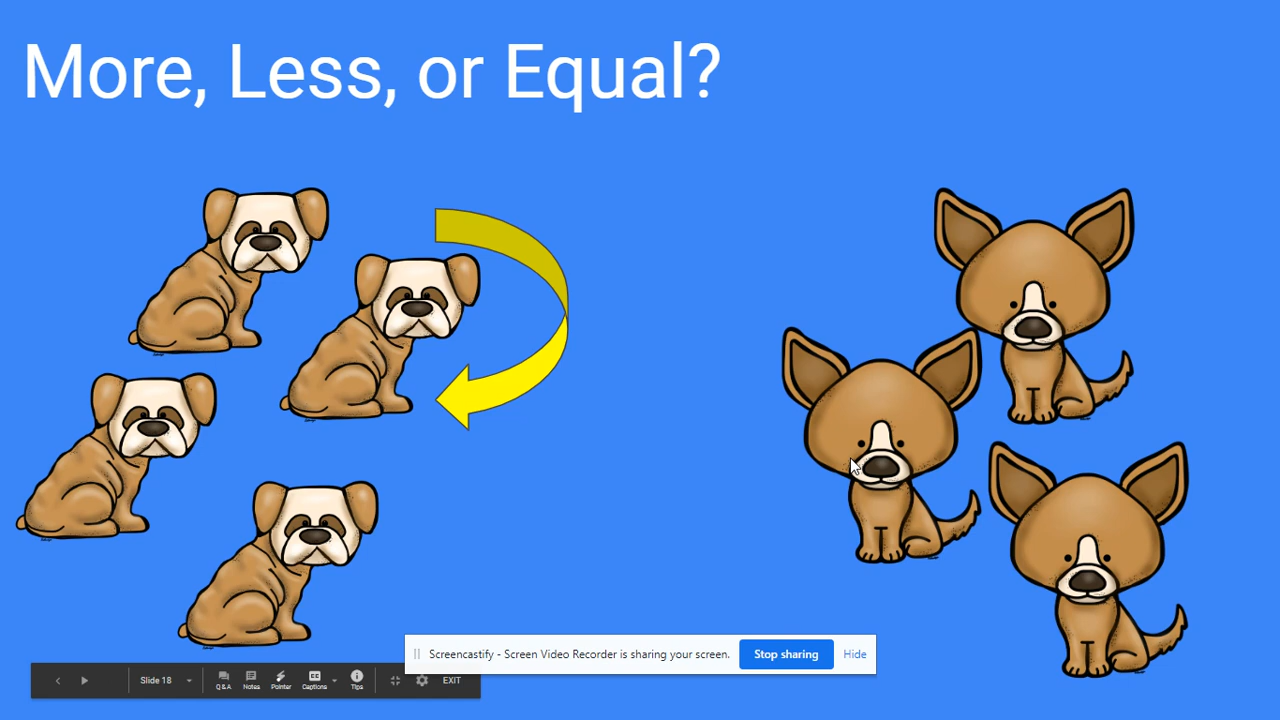 More, Less, or Equal?
Screencastify - Screen Video Recorder is sharing your screen. Stop sharing Hide
Slide 18 Q&A Notes Pointer CC Captions Tips EXIT